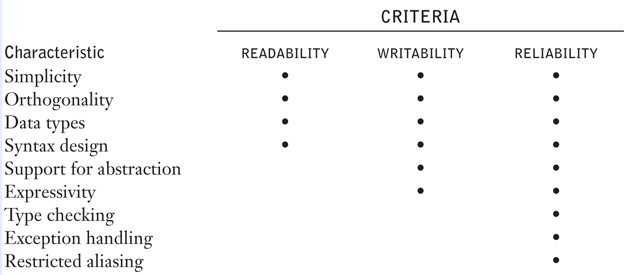 CRITERIA
Characteristic READABILITY WRITABILITY RELIABILITY
Simplicity • • •
Orthogonality • • •
Data types • • •
Syntax design • • •
Support for abstraction • •
Expressivity • •
Type checking •
Exception handling •
Restricted aliasing •